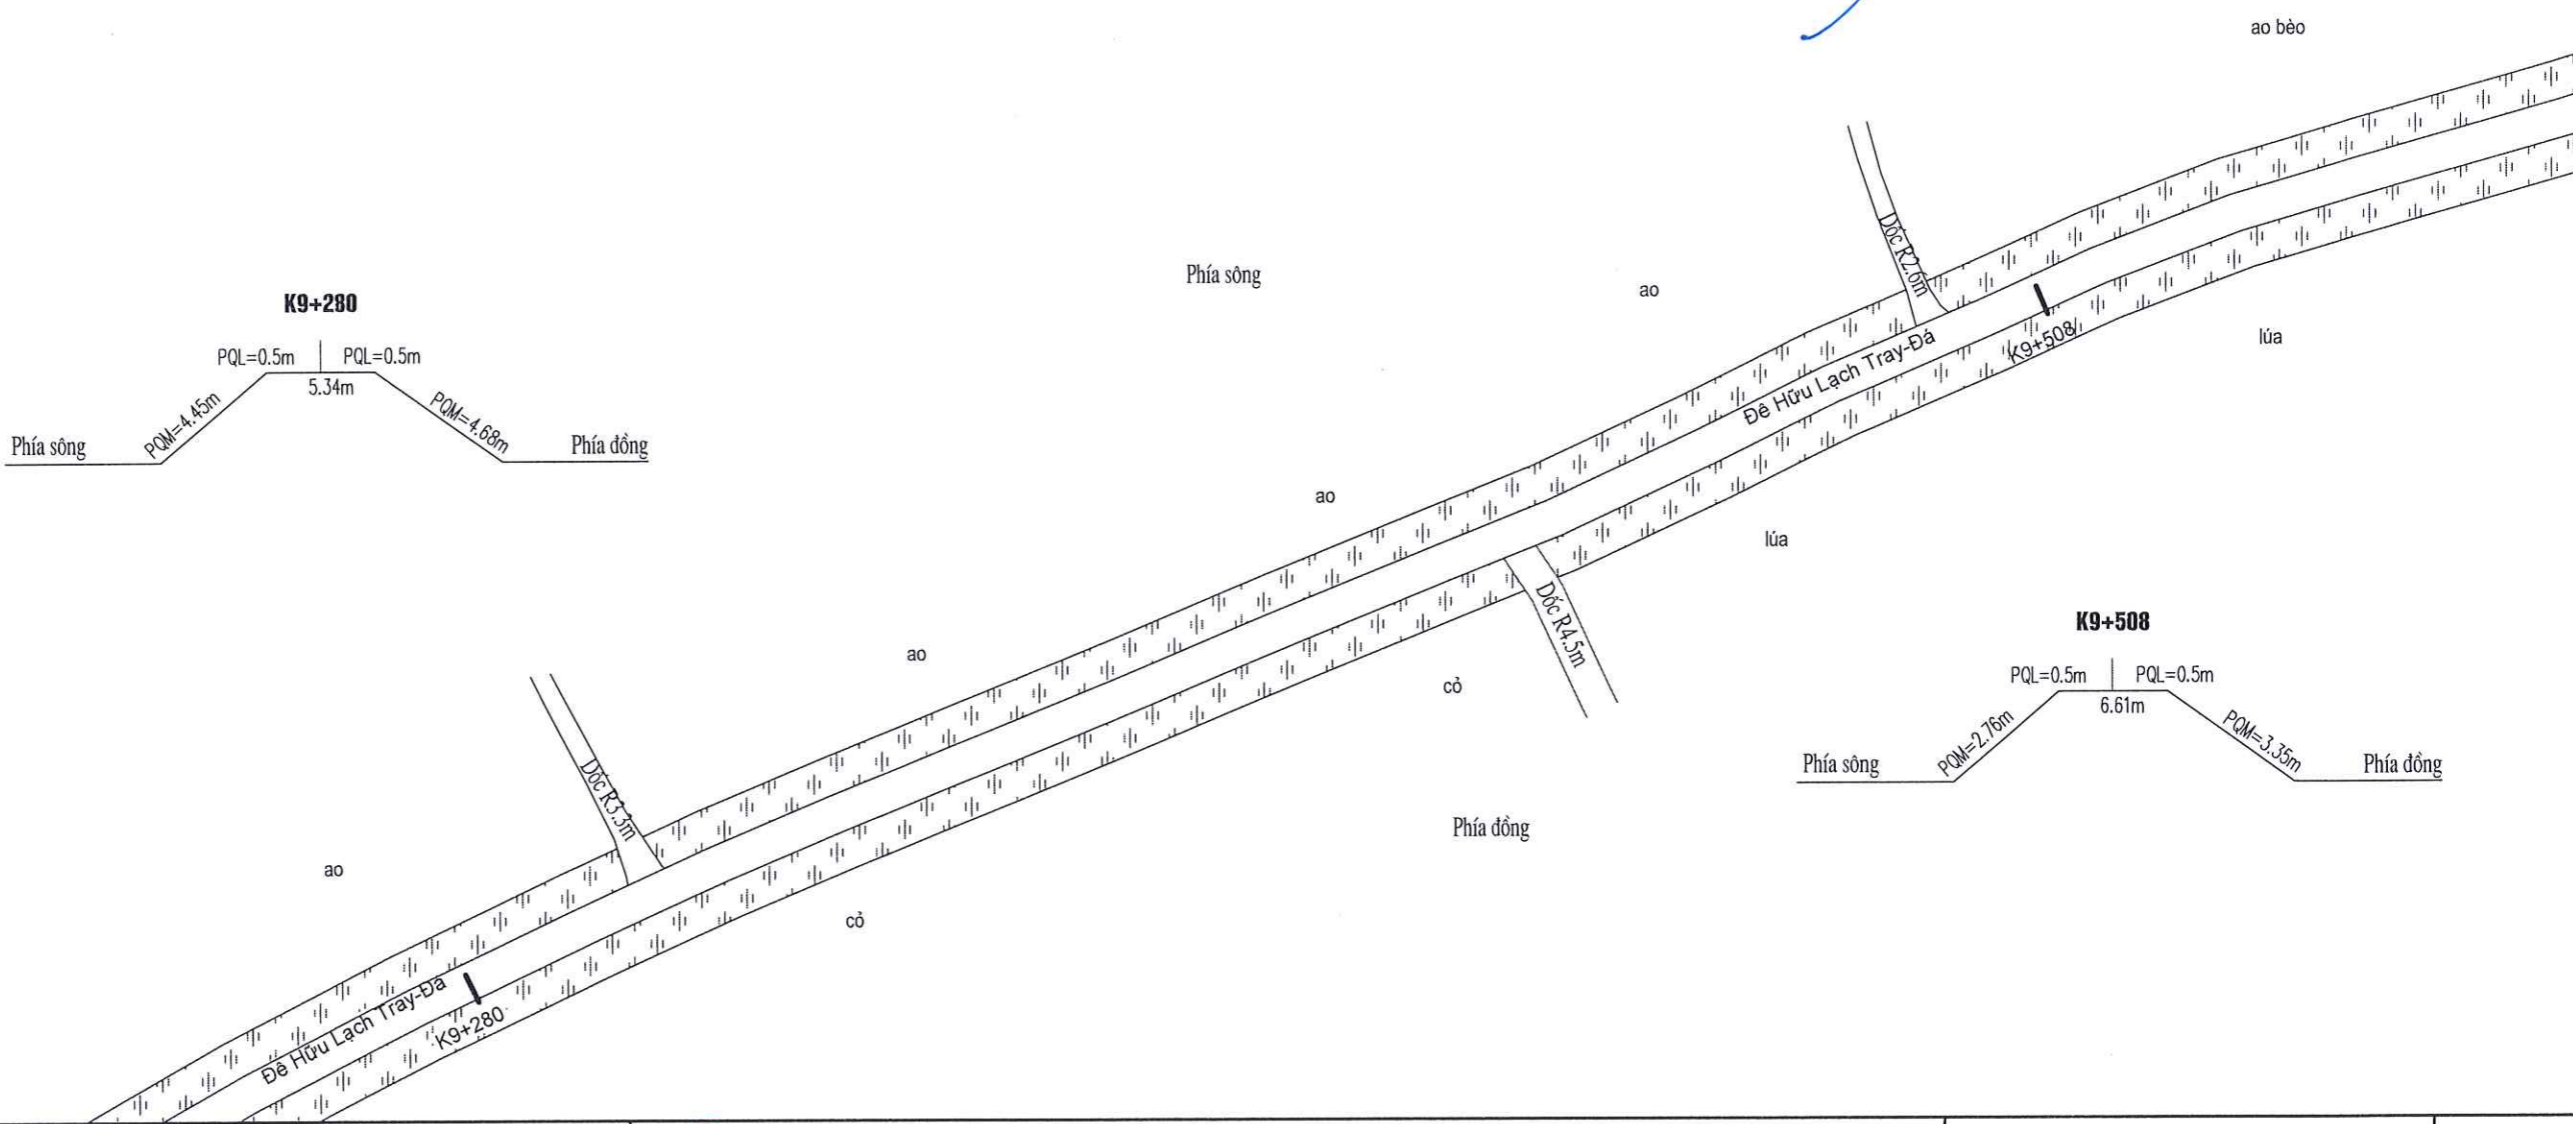 ao bèo
Phía sông
ao
Dốc R2.6m
K9+280
PQL=0.5m PQL=0.5m
5.34m
PQM=4.45m
PQM=4.68m
Phía sông
Phía đồng
Đê Hữu Lạch Tray-Đá
K9+508
lúa
ao
lúa
Dốc R4.5m
ao
cỏ
K9+508
PQL=0.5m PQL=0.5m
6.61m
PQM=2.76m
PQM=3.35m
Phía sông
Phía đồng
Dốc R3.3m
Phía đồng
ao
cỏ
Đê Hữu Lạch Tray-Đá
K9+280